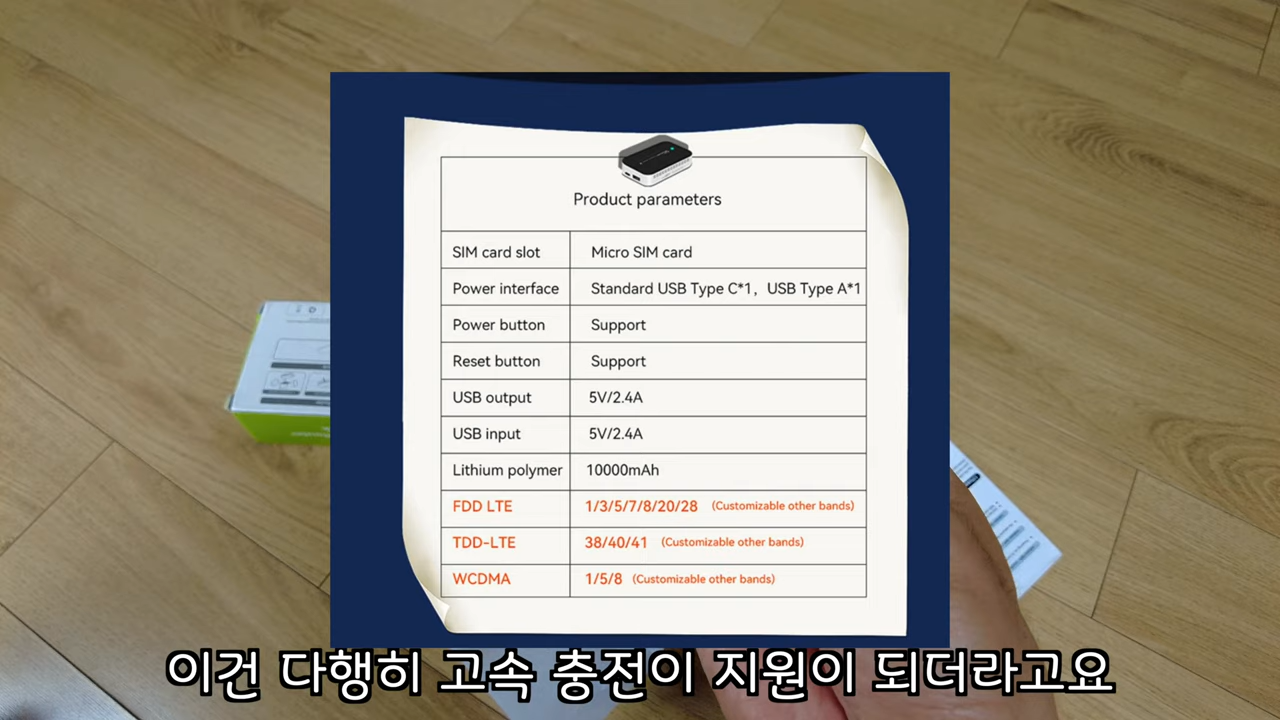 Product parameters
SIM card slot Micro SIM card
Power interface Standard USB Type C*1, USB Type A*1
Power button Support
Reset button Support
USB output 5V/2.4A
USB input 5V/2.4A
Lithium polymer 10000mAh
FDD LTE 1/3/5/7/8/20/28 (Customizable other bands)
TDD-LTE 38/40/41 (Customizable other bands)
WCDMA 1/5/8 (Customizable other bands)
이건 다행히 고속 충전이 지원이 되더라고요